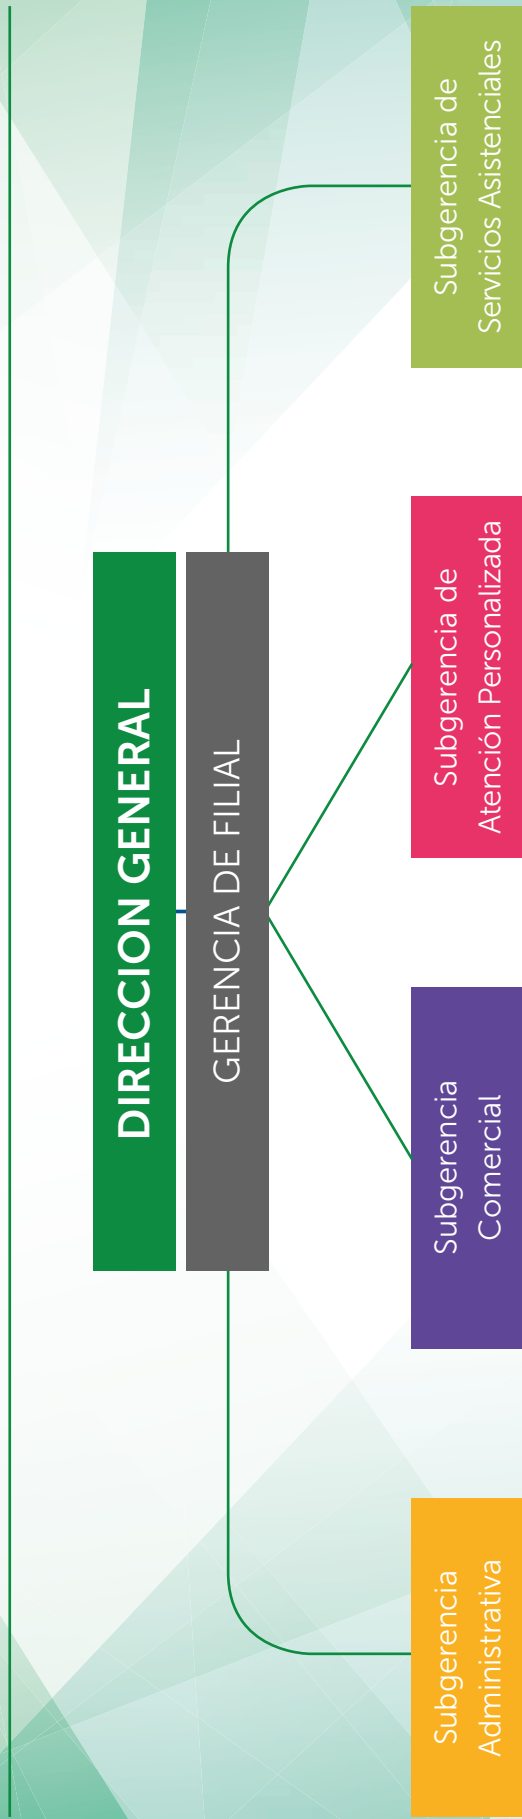 DIRECCION GENERAL
GERENCIA DE FILIAL
Subgerencia
Administrativa
Subgerencia
Comercial
Subgerencia de
Atención Personalizada
Subgerencia de
Servicios Asistenciales